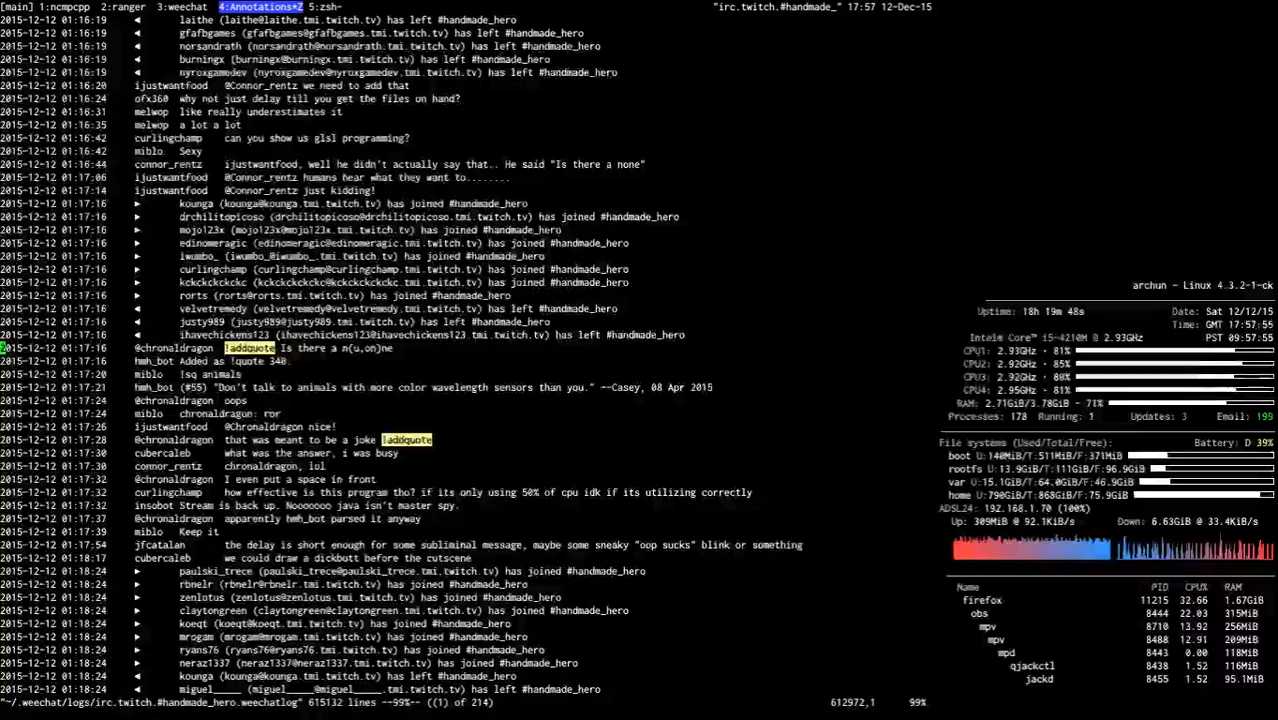 [main] 1:ncmpcpp 2:ranger 3:weechat 4:Annotations*Z 5:zsh- "irc.twitch.#handmade_" 17:57 12-Dec-15
2015-12-12 01:16:19 ◄ laithe (laithe@laithe.tmi.twitch.tv) has left #handmade_hero
2015-12-12 01:16:19 ◄ gfafbgames (gfafbgames@gfafbgames.tmi.twitch.tv) has left #handmade_hero
2015-12-12 01:16:19 ◄ norsandrath (norsandrath@norsandrath.tmi.twitch.tv) has left #handmade_hero
2015-12-12 01:16:19 ◄ burningx (burningx@burningx.tmi.twitch.tv) has left #handmade_hero
2015-12-12 01:16:19 ◄ nyroxgamedev (nyroxgamedev@nyroxgamedev.tmi.twitch.tv) has left #handmade_hero
2015-12-12 01:16:20 ijustwantfood @Connor_rentz we need to add that
2015-12-12 01:16:24 ofx360 why not just delay till you get the files on hand?
2015-12-12 01:16:31 melwop like really underestimates it
2015-12-12 01:16:35 melwop a lot a lot
2015-12-12 01:16:42 curlingchamp can you show us glsl programming?
2015-12-12 01:16:42 miblo Sexy
2015-12-12 01:16:44 connor_rentz ijustwantfood, well he didn't actually say that.. He said "Is there a none"
2015-12-12 01:17:06 ijustwantfood @Connor_rentz humans hear what they want to........
2015-12-12 01:17:14 ijustwantfood @Connor_rentz just kidding!
2015-12-12 01:17:16 ► kounga (kounga@kounga.tmi.twitch.tv) has joined #handmade_hero
2015-12-12 01:17:16 ► drchilitopicoso (drchilitopicoso@drchilitopicoso.tmi.twitch.tv) has joined #handmade_hero
2015-12-12 01:17:16 ► mojo123x (mojo123x@mojo123x.tmi.twitch.tv) has joined #handmade_hero
2015-12-12 01:17:16 ► edinomeragic (edinomeragic@edinomeragic.tmi.twitch.tv) has joined #handmade_hero
2015-12-12 01:17:16 ► iwumbo_ (iwumbo_@iwumbo_.tmi.twitch.tv) has joined #handmade_hero
2015-12-12 01:17:16 ► curlingchamp (curlingchamp@curlingchamp.tmi.twitch.tv) has joined #handmade_hero
2015-12-12 01:17:16 ► kckckckckckc (kckckckckckc@kckckckckckc.tmi.twitch.tv) has joined #handmade_hero
2015-12-12 01:17:16 ► rorts (rorts@rorts.tmi.twitch.tv) has joined #handmade_hero
2015-12-12 01:17:16 ◄ velvetremedy (velvetremedy@velvetremedy.tmi.twitch.tv) has left #handmade_hero
2015-12-12 01:17:16 ◄ justy989 (justy989@justy989.tmi.twitch.tv) has left #handmade_hero
2015-12-12 01:17:16 ◄ ihavechickens123 (ihavechickens123@ihavechickens123.tmi.twitch.tv) has left #handmade_hero
2015-12-12 01:17:16 @chronaldragon !addquote Is there a n(u,on)ne
2015-12-12 01:17:16 hmh_bot Added as !quote 340.
2015-12-12 01:17:20 miblo !sq animals
2015-12-12 01:17:21 hmh_bot (#55) "Don't talk to animals with more color wavelength sensors than you." --Casey, 08 Apr 2015
2015-12-12 01:17:24 @chronaldragon oops
2015-12-12 01:17:24 miblo chronaldragon: ror
2015-12-12 01:17:26 ijustwantfood @Chronaldragon nice!
2015-12-12 01:17:28 @chronaldragon that was meant to be a joke !addquote
2015-12-12 01:17:30 cubercaleb what was the answer, i was busy
2015-12-12 01:17:30 connor_rentz chronaldragon, lol
2015-12-12 01:17:32 @chronaldragon I even put a space in front
2015-12-12 01:17:32 curlingchamp how effective is this program tho? if its only using 50% of cpu idk if its utilizing correctly
2015-12-12 01:17:32 insobot Stream is back up. Nooooooo java isn't master spy.
2015-12-12 01:17:37 @chronaldragon apparently hmh_bot parsed it anyway
2015-12-12 01:17:39 miblo Keep it
2015-12-12 01:17:54 jfcatalan the delay is short enough for some subliminal message, maybe some sneaky "oop sucks" blink or something
2015-12-12 01:18:17 cubercaleb we could draw a dickbutt before the cutscene
2015-12-12 01:18:24 ► paulski_trece (paulski_trece@paulski_trece.tmi.twitch.tv) has joined #handmade_hero
2015-12-12 01:18:24 ► rbnelr (rbnelr@rbnelr.tmi.twitch.tv) has joined #handmade_hero
2015-12-12 01:18:24 ► zenlotus (zenlotus@zenlotus.tmi.twitch.tv) has joined #handmade_hero
2015-12-12 01:18:24 ► claytongreen (claytongreen@claytongreen.tmi.twitch.tv) has joined #handmade_hero
2015-12-12 01:18:24 ► koeqt (koeqt@koeqt.tmi.twitch.tv) has joined #handmade_hero
2015-12-12 01:18:24 ► mrogam (mrogam@mrogam.tmi.twitch.tv) has joined #handmade_hero
2015-12-12 01:18:24 ► ryans76 (ryans76@ryans76.tmi.twitch.tv) has joined #handmade_hero
2015-12-12 01:18:24 ► neraz1337 (neraz1337@neraz1337.tmi.twitch.tv) has joined #handmade_hero
2015-12-12 01:18:24 ◄ kounga (kounga@kounga.tmi.twitch.tv) has left #handmade_hero
2015-12-12 01:18:24 ◄ miguel_____ (miguel_____@miguel_____.tmi.twitch.tv) has left #handmade_hero
"~/.weechat/logs/irc.twitch.#handmade_hero.weechatlog" 615132 lines --99%-- ((1) of 214) 612972,1 99%
archun - Linux 4.3.2-1-ck
Uptime: 18h 19m 48s Date: Sat 12/12/15
Time: GMT 17:57:55
Intel® Core™ i5-4210M @ 2.93GHz PST 09:57:55
CPU1: 2.93GHz - 81%
CPU2: 2.92GHz - 85%
CPU3: 2.92GHz - 80%
CPU4: 2.95GHz - 81%
RAM: 2.71GiB/3.78GiB - 71%
Processes: 178 Running: 1 Updates: 3 Email: 199
File systems (Used/Total/Free): Battery: D 39%
boot U:140MiB/T:511MiB/F:371MiB
rootfs U:13.9GiB/T:111GiB/F:96.9GiB
var U:15.1GiB/T:64.0GiB/F:46.9GiB
home U:790GiB/T:868GiB/F:75.9GiB
ADSL24: 192.168.1.70 (100%)
Up: 309MiB @ 92.1KiB/s Down: 6.63GiB @ 33.4KiB/s
Name PID CPU% RAM
firefox 11215 32.66 1.67GiB
obs 8444 22.03 315MiB
mpv 8710 13.92 256MiB
mpv 8488 12.91 209MiB
mpd 8443 0.00 118MiB
qjackctl 8438 1.52 116MiB
jackd 8455 1.52 95.1MiB